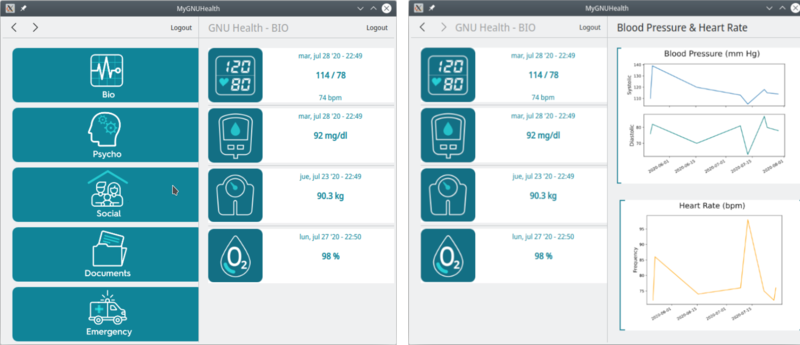 MyGNUHealth
Logout
GNU Health - BIO
Logout
Bio
Psycho
Social
Documents
Emergency
120
80
mar, jul 28 '20 - 22:49
114 / 78
74 bpm
mar, jul 28 '20 - 22:49
92 mg/dl
jue, jul 23 '20 - 22:49
90.3 kg
O2
lun, jul 27 '20 - 22:50
98 %
MyGNUHealth
GNU Health - BIO
Logout
Blood Pressure & Heart Rate
120
80
mar, jul 28 '20 - 22:49
114 / 78
74 bpm
mar, jul 28 '20 - 22:49
92 mg/dl
jue, jul 23 '20 - 22:49
90.3 kg
O2
lun, jul 27 '20 - 22:50
98 %
Blood Pressure (mm Hg)
Systolic
140
130
120
110
Diastolic
80
70
2020-06-01
2020-06-15
2020-07-01
2020-07-15
2020-08-01
Heart Rate (bpm)
Frequency
90
85
80
75
2020-06-15
2020-07-01
2020-07-15